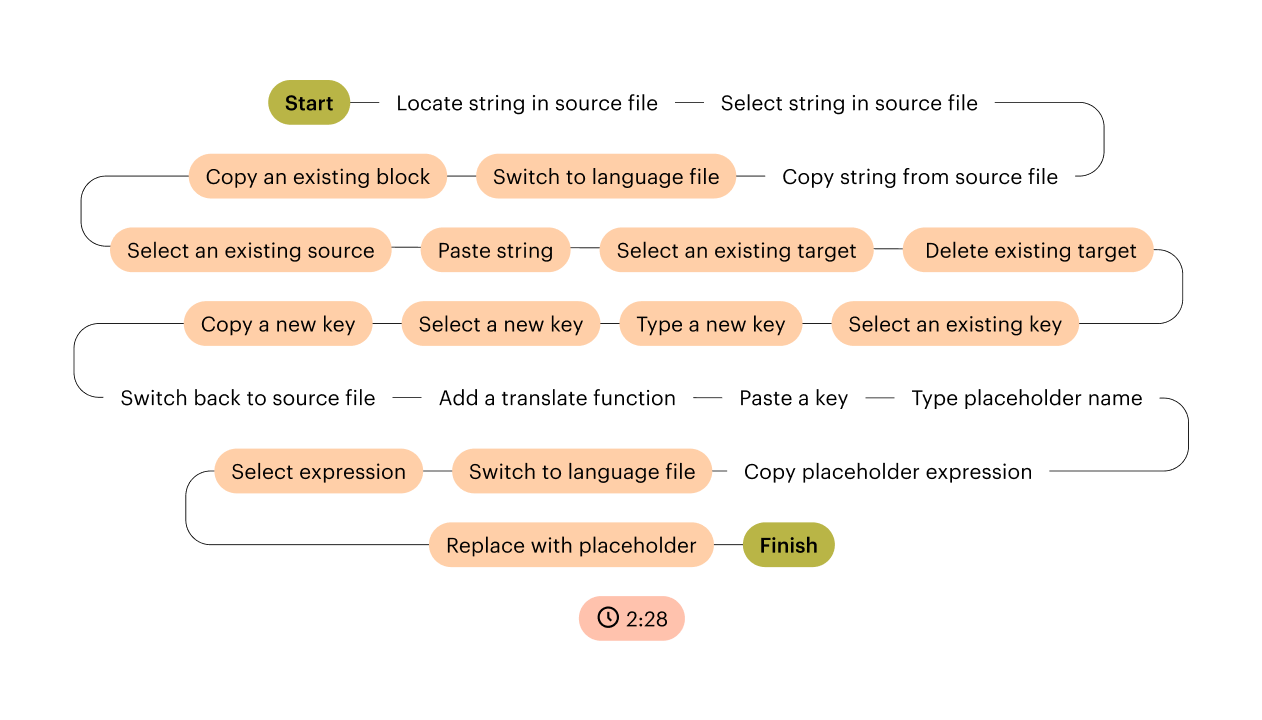 Start Locate string in source file Select string in source file
Copy an existing block Switch to language file Copy string from source file
Select an existing source Paste string Select an existing target Delete existing target
Copy a new key Select a new key Type a new key Select an existing key
Switch back to source file Add a translate function Paste a key Type placeholder name
Select expression Switch to language file Copy placeholder expression
Replace with placeholder Finish
2:28